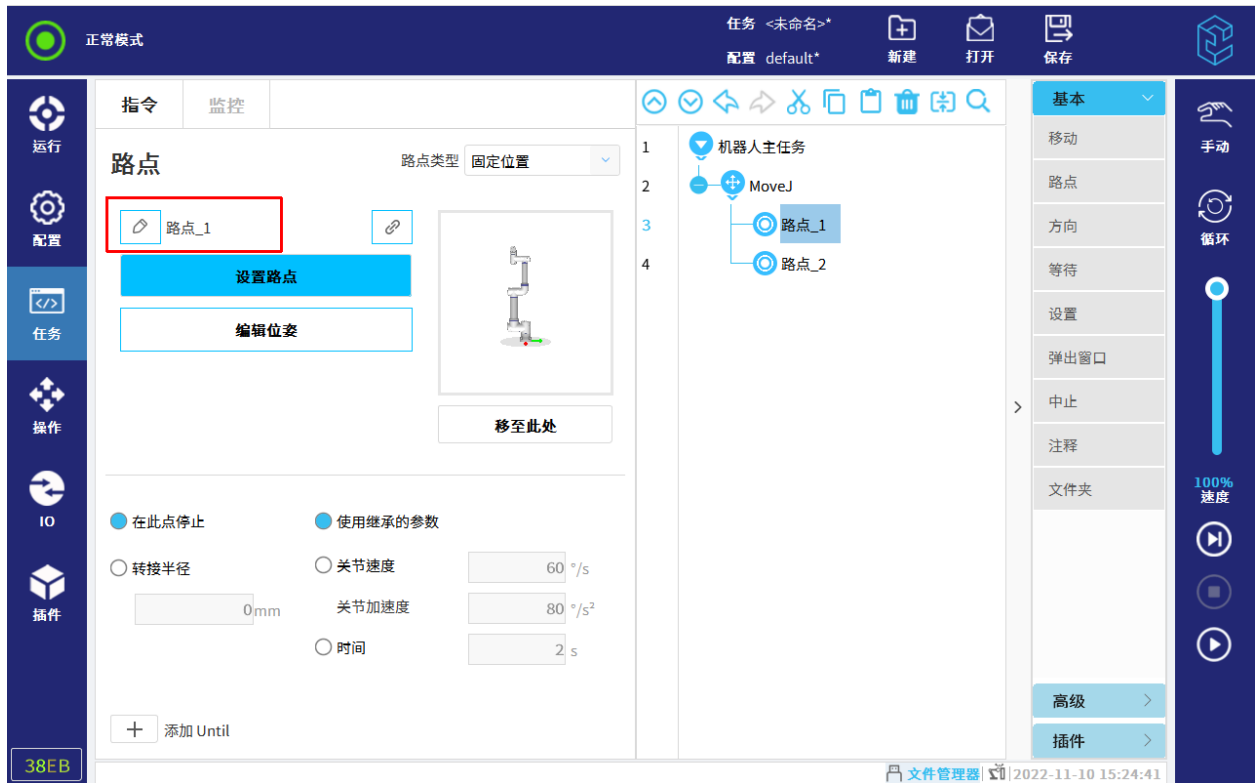 正常模式
任务 <未命名>*
配置 default*
新建
打开
保存
运行
配置
任务
操作
IO
插件
38EB
指令
监控
路点
路点类型 固定位置
路点_1
设置路点
编辑位姿
移至此处
在此点停止
使用继承的参数
转接半径
关节速度 60 °/s
0mm
关节加速度 80 °/s²
时间 2 s
添加 Until
1 机器人主任务
2 MoveJ
3 路点_1
4 路点_2
基本
移动
路点
方向
等待
设置
弹出窗口
中止
注释
文件夹
高级
插件
手动
循环
100%
速度
文件管理器
2022-11-10 15:24:41